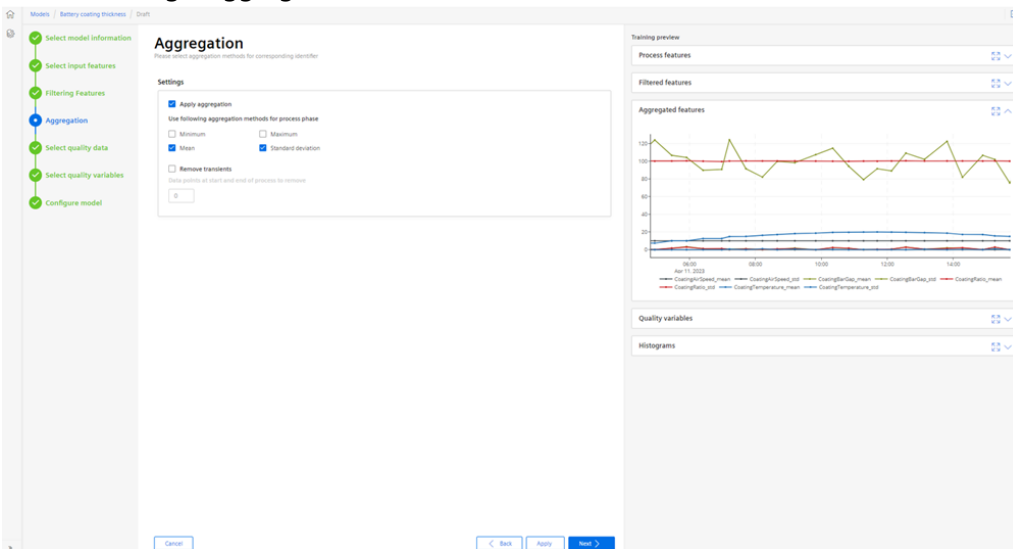 Models / Battery coating thickness / Draft
Select model information
Select input features
Filtering Features
Aggregation
Select quality data
Select quality variables
Configure model
Aggregation
Please select aggregation methods for corresponding identifier
Settings
Apply aggregation
Use following aggregation methods for process phase
Minimum
Maximum
Mean
Standard deviation
Remove transients
Data points at start and end of process to remove
0
Cancel
Back
Apply
Next
Training preview
Process features
Filtered features
Aggregated features
120
100
80
60
40
20
0
06:00
08:00
10:00
12:00
14:00
Apr 11, 2023
CoatingAirSpeed_mean
CoatingAirSpeed_std
CoatingBarGap_mean
CoatingBarGap_std
CoatingRatio_mean
CoatingRatio_std
CoatingTemperature_mean
CoatingTemperature_std
Quality variables
Histograms